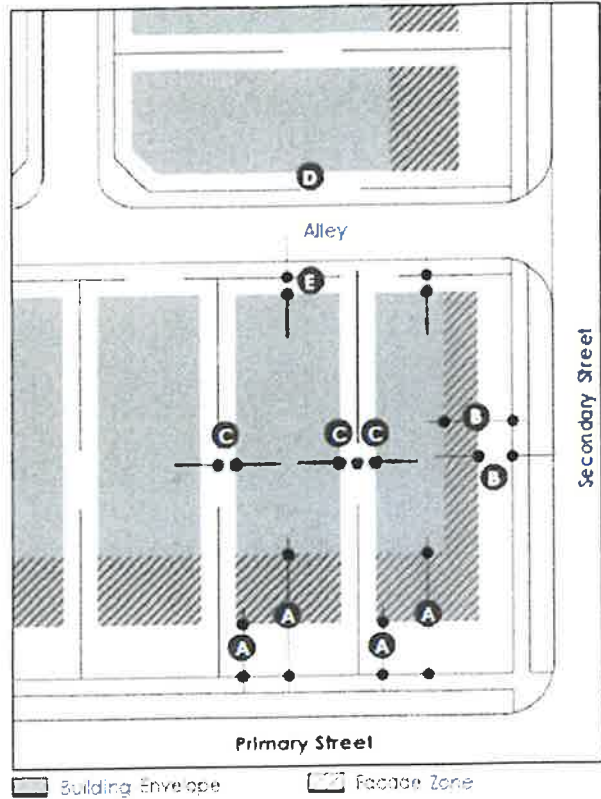 D
Alley
E
Secondary Street
B
C
C
C
B
A
A
A
A
Primary Street
Building Envelope
Facade Zone